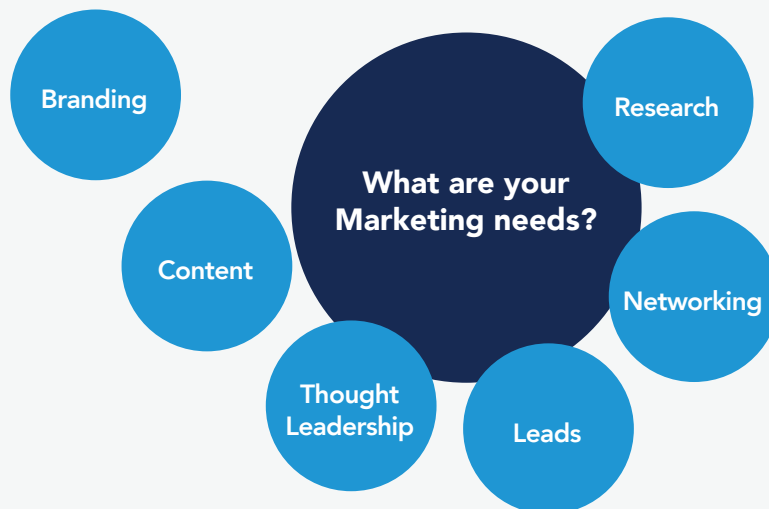 Branding
Research
What are your
Marketing needs?
Content
Networking
Thought
Leadership
Leads